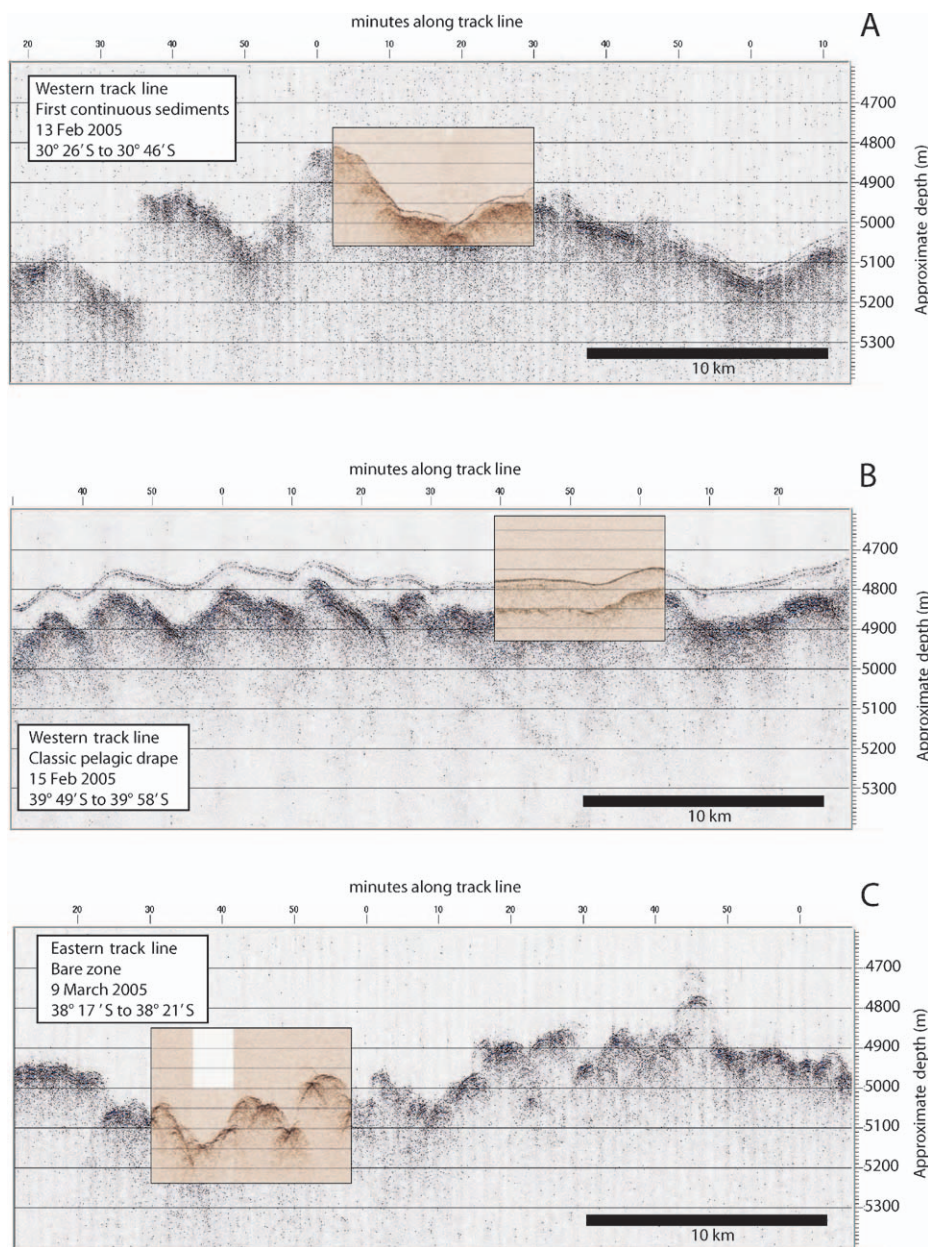 minutes along track line
A
20 50 40 50 0 10 20 30 40 50 0 10
Western track line
First continuous sediments
13 Feb 2005
30° 26’S to 30° 46’S
4700
4800
4900
5000
5100
5200
5300
Approximate depth (m)
10 km
minutes along track line
B
40 50 0 10 20 30 40 50 0 10 20
4700
4800
4900
5000
5100
5200
5300
Approximate depth (m)
Western track line
Classic pelagic drape
15 Feb 2005
39° 49’S to 39° 58’S
10 km
minutes along track line
C
20 30 40 50 0 10 20 30 40 50 0
Eastern track line
Bare zone
9 March 2005
38° 17 ’S to 38° 21’S
4700
4800
4900
5000
5100
5200
5300
Approximate depth (m)
10 km